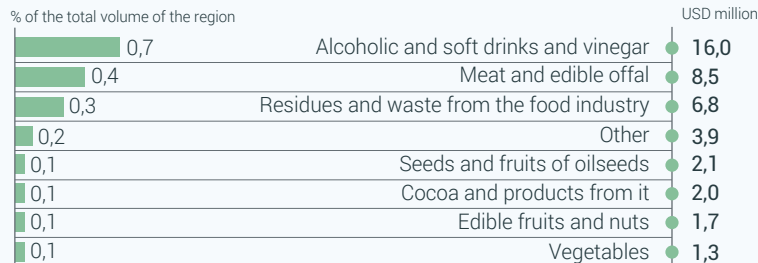 % of the total volume of the region USD million
0,7 Alcoholic and soft drinks and vinegar 16,0
0,4 Meat and edible offal 8,5
0,3 Residues and waste from the food industry 6,8
0,2 Other 3,9
0,1 Seeds and fruits of oilseeds 2,1
0,1 Cocoa and products from it 2,0
0,1 Edible fruits and nuts 1,7
0,1 Vegetables 1,3